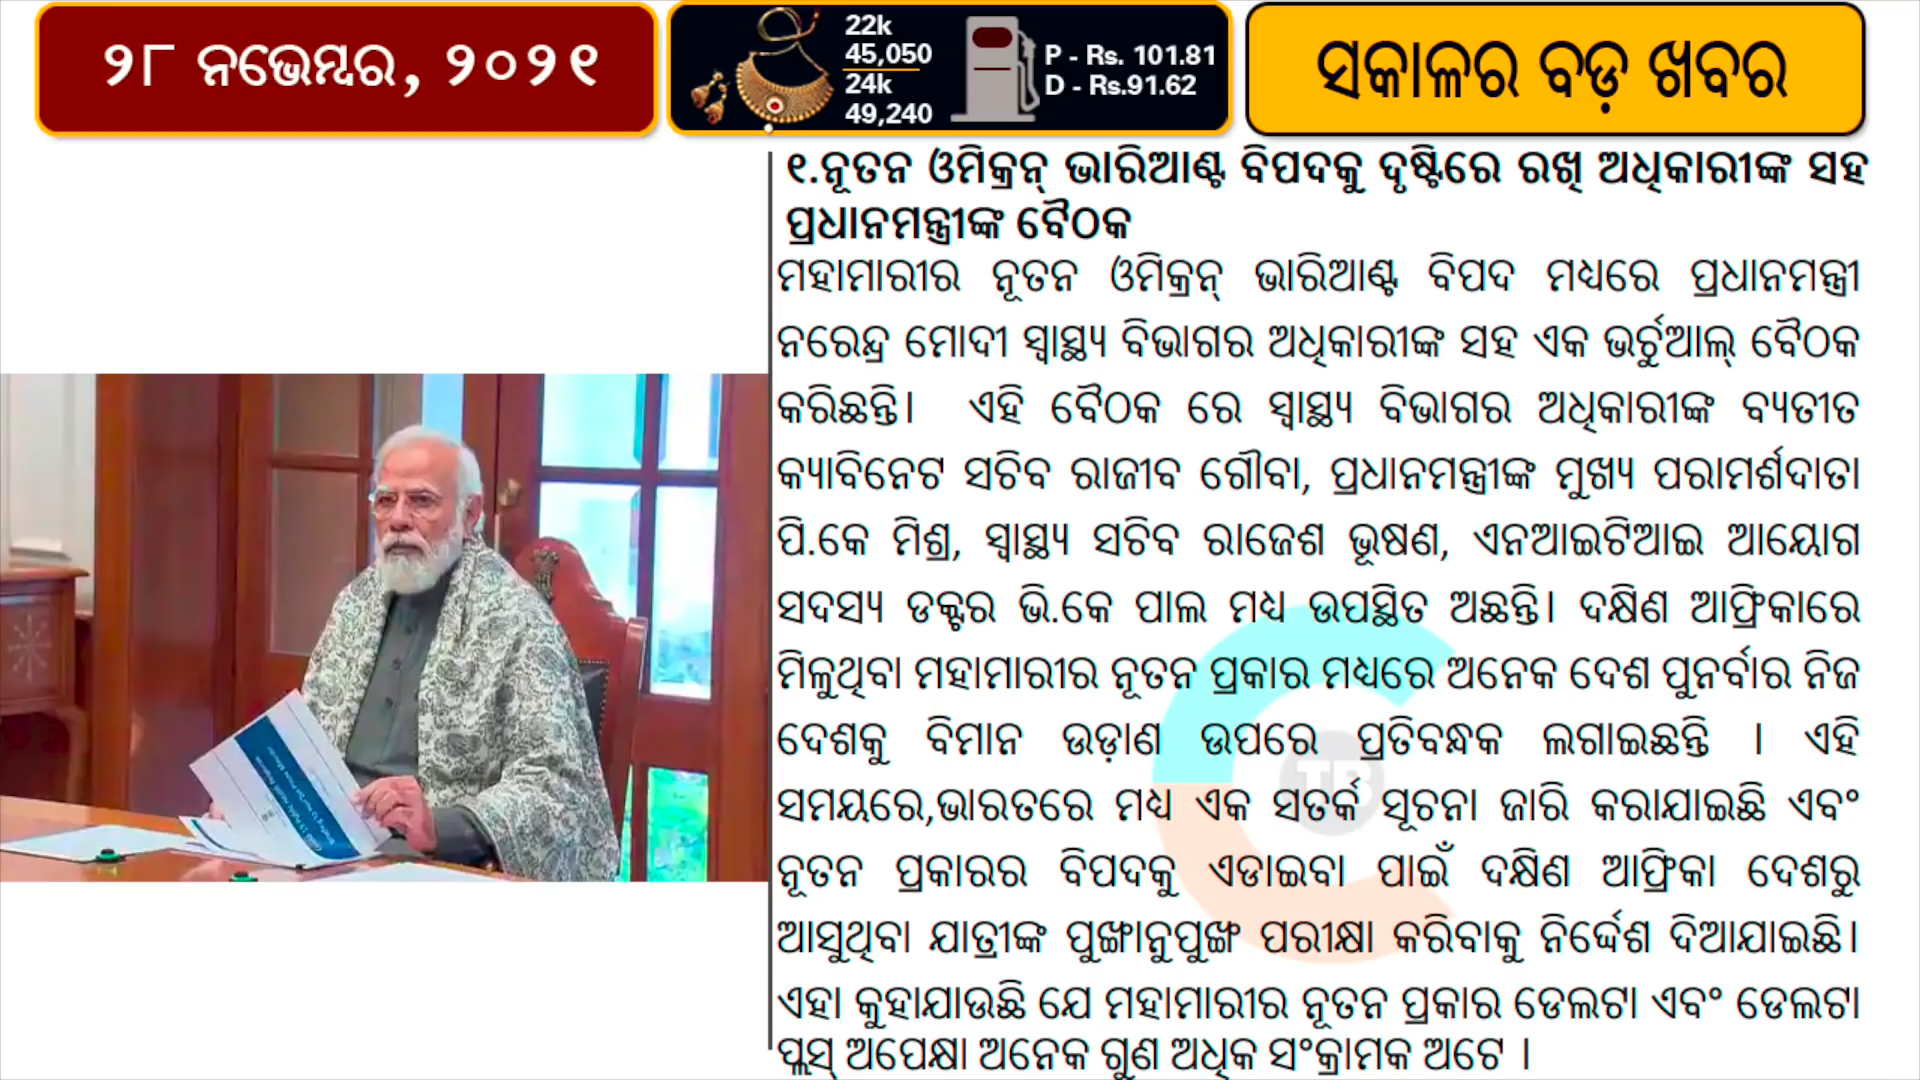 ୨୮ ନଭେମ୍ବର, ୨୦୨୧
22k
45,050
24k
49,240
P - Rs. 101.81
D - Rs.91.62
ସକାଳର ବଡ଼ ଖବର
୧.ନୂତନ ଓମିକ୍ରନ୍ ଭାରିଆଣ୍ଟ ବିପଦକୁ ଦୃଷ୍ଟିରେ ରଖି ଅଧିକାରୀଙ୍କ ସହ
ପ୍ରଧାନମନ୍ତ୍ରୀଙ୍କ ବୈଠକ
ମହାମାରୀର ନୂତନ ଓମିକ୍ରନ୍ ଭାରିଆଣ୍ଟ ବିପଦ ମଧ୍ୟରେ ପ୍ରଧାନମନ୍ତ୍ରୀ
ନରେନ୍ଦ୍ର ମୋଦୀ ସ୍ୱାସ୍ଥ୍ୟ ବିଭାଗର ଅଧିକାରୀଙ୍କ ସହ ଏକ ଭର୍ଚୁଆଲ୍ ବୈଠକ
କରିଛନ୍ତି। ଏହି ବୈଠକ ରେ ସ୍ୱାସ୍ଥ୍ୟ ବିଭାଗର ଅଧିକାରୀଙ୍କ ବ୍ୟତୀତ
କ୍ୟାବିନେଟ ସଚିବ ରାଜୀବ ଗୌବା, ପ୍ରଧାନମନ୍ତ୍ରୀଙ୍କ ମୁଖ୍ୟ ପରାମର୍ଶଦାତା
ପି.କେ ମିଶ୍ର, ସ୍ୱାସ୍ଥ୍ୟ ସଚିବ ରାଜେଶ ଭୂଷଣ, ଏନଆଇଟିଆଇ ଆୟୋଗ
ସଦସ୍ୟ ଡକ୍ଟର ଭି.କେ ପାଲ ମଧ୍ୟ ଉପସ୍ଥିତ ଅଛନ୍ତି। ଦକ୍ଷିଣ ଆଫ୍ରିକାରେ
ମିଳୁଥିବା ମହାମାରୀର ନୂତନ ପ୍ରକାର ମଧ୍ୟରେ ଅନେକ ଦେଶ ପୁନର୍ବାର ନିଜ
ଦେଶକୁ ବିମାନ ଉଡ଼ାଣ ଉପରେ ପ୍ରତିବନ୍ଧକ ଲଗାଇଛନ୍ତି । ଏହି
ସମୟରେ,ଭାରତରେ ମଧ୍ୟ ଏକ ସତର୍କ ସୂଚନା ଜାରି କରାଯାଇଛି ଏବଂ
ନୂତନ ପ୍ରକାରର ବିପଦକୁ ଏଡାଇବା ପାଇଁ ଦକ୍ଷିଣ ଆଫ୍ରିକା ଦେଶରୁ
ଆସୁଥିବା ଯାତ୍ରୀଙ୍କ ପୁଙ୍ଖାନୁପୁଙ୍ଖ ପରୀକ୍ଷା କରିବାକୁ ନିର୍ଦ୍ଦେଶ ଦିଆଯାଇଛି।
ଏହା କୁହାଯାଉଛି ଯେ ମହାମାରୀର ନୂତନ ପ୍ରକାର ଡେଲଟା ଏବଂ ଡେଲଟା
ପ୍ଲସ୍ ଅପେକ୍ଷା ଅନେକ ଗୁଣ ଅଧିକ ସଂକ୍ରାମକ ଅଟେ ।
TB